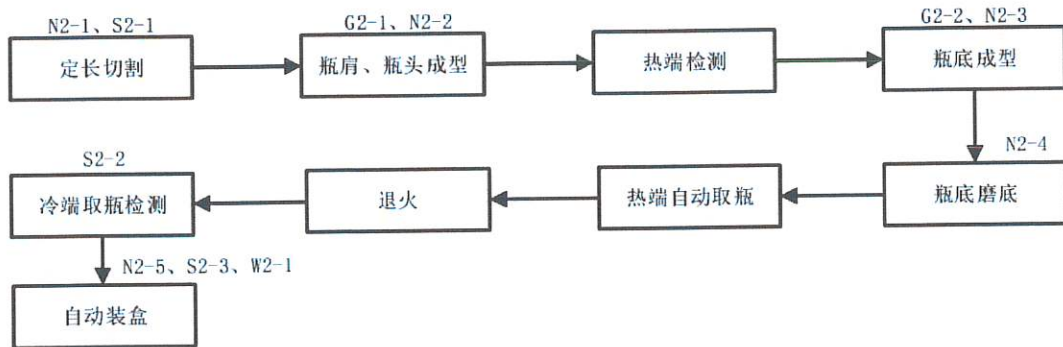 N2-1、S2-1
定长切割
G2-1、N2-2
瓶肩、瓶头成型
热端检测
G2-2、N2-3
瓶底成型
N2-4
瓶底磨底
热端自动取瓶
退火
S2-2
冷端取瓶检测
N2-5、S2-3、W2-1
自动装盒